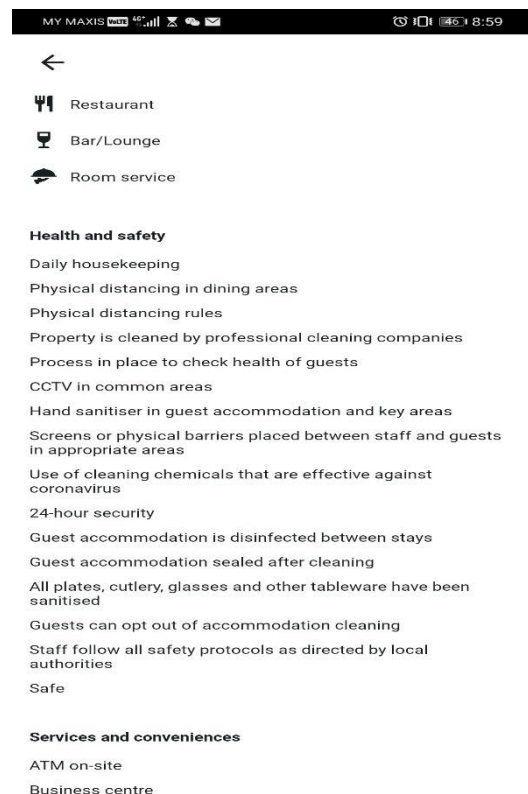 MY MAXIS VoLTE 4G+ 46 8:59
Restaurant
Bar/Lounge
Room service
Health and safety
Daily housekeeping
Physical distancing in dining areas
Physical distancing rules
Property is cleaned by professional cleaning companies
Process in place to check health of guests
CCTV in common areas
Hand sanitiser in guest accommodation and key areas
Screens or physical barriers placed between staff and guests
in appropriate areas
Use of cleaning chemicals that are effective against
coronavirus
24-hour security
Guest accommodation is disinfected between stays
Guest accommodation sealed after cleaning
All plates, cutlery, glasses and other tableware have been
sanitised
Guests can opt out of accommodation cleaning
Staff follow all safety protocols as directed by local
authorities
Safe
Services and conveniences
ATM on-site
Business centre